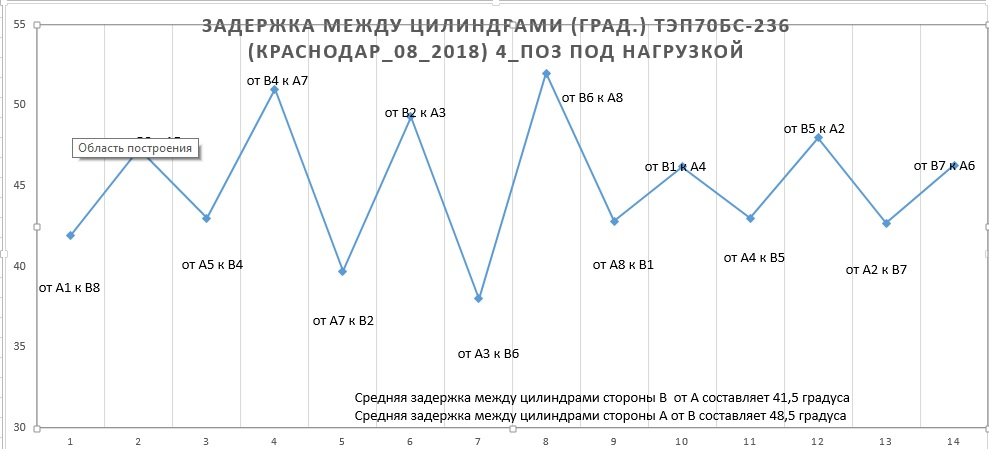 ЗАДЕРЖКА МЕЖДУ ЦИЛИНДРАМИ (ГРАД.) ТЭП70БС-236
(КРАСНОДАР_08_2018) 4_ПОЗ ПОД НАГРУЗКОЙ
55
50
45
40
35
30
от В4 к А7
от В6 к А8
от В2 к А3
от В5 к А2
Область построения
от В1 к А4
от В7 к А6
от А5 к В4
от А8 к В1
от А4 к В5
от А2 к В7
от А1 к В8
от А7 к В2
от А3 к В6
Средняя задержка между цилиндрами стороны В от А составляет 41,5 градуса
Средняя задержка между цилиндрами стороны А от В составляет 48,5 градуса
1 2 3 4 5 6 7 8 9 10 11 12 13 14